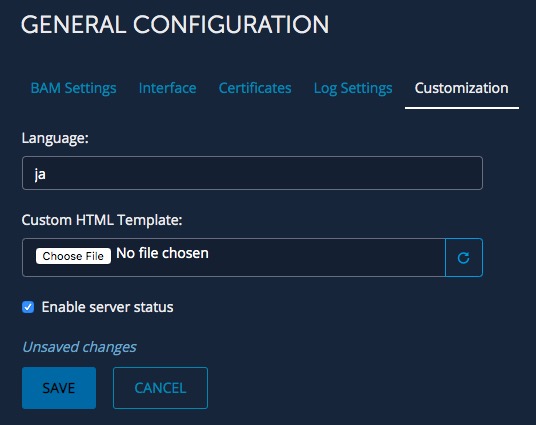 GENERAL CONFIGURATION
BAM Settings Interface Certificates Log Settings Customization
Language:
ja
Custom HTML Template:
Choose File No file chosen
Enable server status
Unsaved changes
SAVE CANCEL